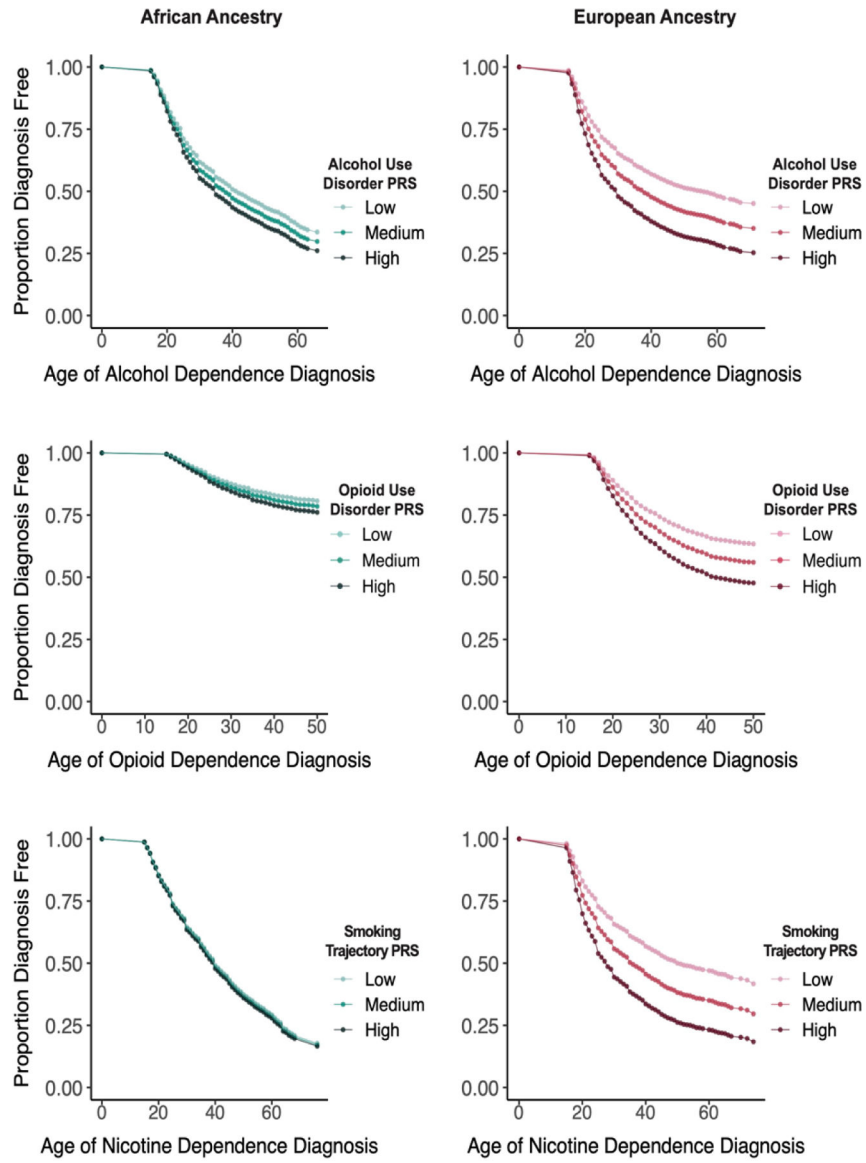 African Ancestry
European Ancestry
Proportion Diagnosis Free
1.00
0.75
0.50
0.25
0.00
0
20
40
60
Age of Alcohol Dependence Diagnosis
Alcohol Use
Disorder PRS
Low
Medium
High
1.00
0.75
0.50
0.25
0.00
0
20
40
60
Age of Alcohol Dependence Diagnosis
Alcohol Use
Disorder PRS
Low
Medium
High
Proportion Diagnosis Free
1.00
0.75
0.50
0.25
0.00
0
10
20
30
40
50
Age of Opioid Dependence Diagnosis
Opioid Use
Disorder PRS
Low
Medium
High
1.00
0.75
0.50
0.25
0.00
0
10
20
30
40
50
Age of Opioid Dependence Diagnosis
Opioid Use
Disorder PRS
Low
Medium
High
Proportion Diagnosis Free
1.00
0.75
0.50
0.25
0.00
0
20
40
60
Age of Nicotine Dependence Diagnosis
Smoking
Trajectory PRS
Low
Medium
High
1.00
0.75
0.50
0.25
0.00
0
20
40
60
Age of Nicotine Dependence Diagnosis
Smoking
Trajectory PRS
Low
Medium
High